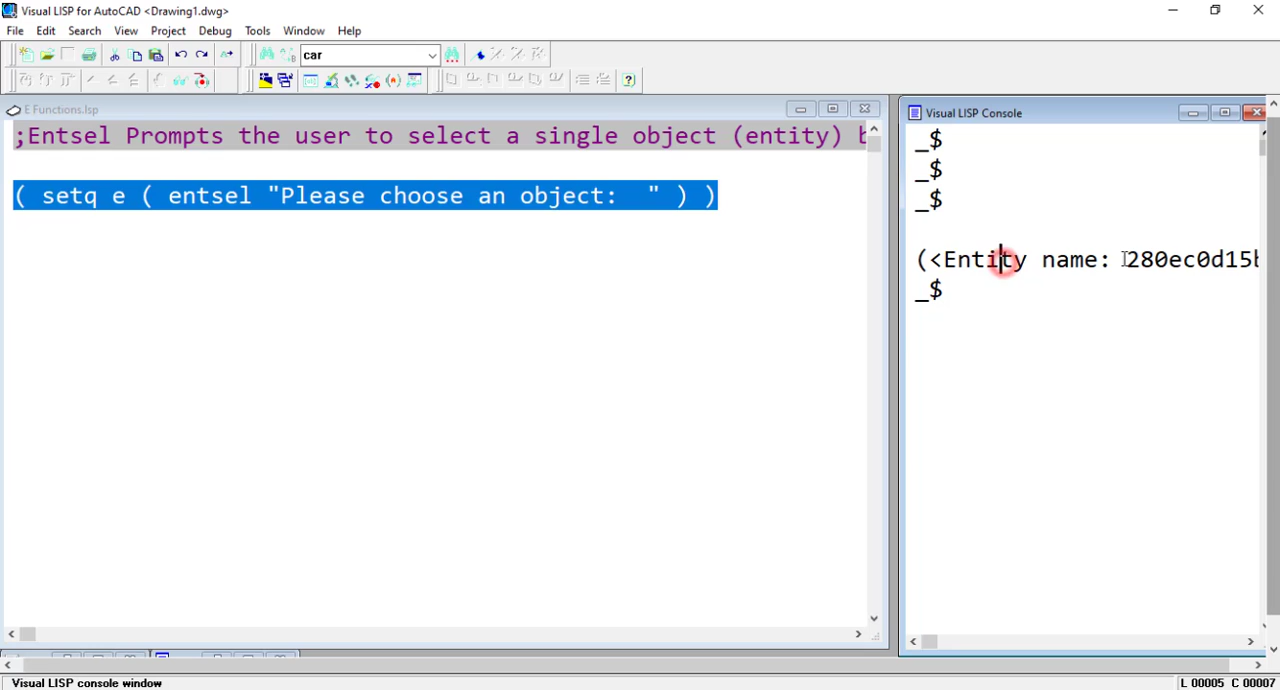 Visual LISP for AutoCAD <Drawing1.dwg>
File Edit Search View Project Debug Tools Window Help
car
E Functions.lsp
;Entsel Prompts the user to select a single object (entity) b
( setq e ( entsel "Please choose an object:  " ) )
Visual LISP Console
_$
_$
_$
(<Entity name: 280ec0d15b
_$
Visual LISP console window
L 00005 C 00007